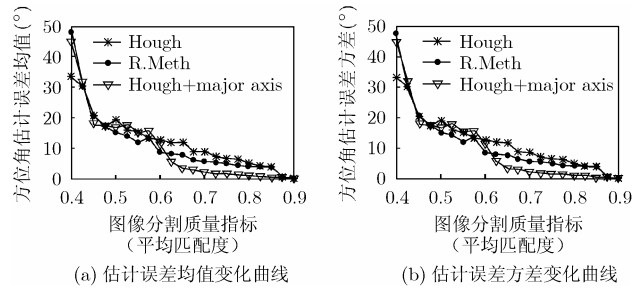 方位角估计误差均值(°)
50
40
30
20
10
0
Hough
R.Meth
Hough+major axis
0.4 0.5 0.6 0.7 0.8 0.9
图像分割质量指标
(平均匹配度)
(a) 估计误差均值变化曲线
方位角估计误差方差(°)
50
40
30
20
10
0
Hough
R.Meth
Hough+major axis
0.4 0.5 0.6 0.7 0.8 0.9
图像分割质量指标
(平均匹配度)
(b) 估计误差方差变化曲线